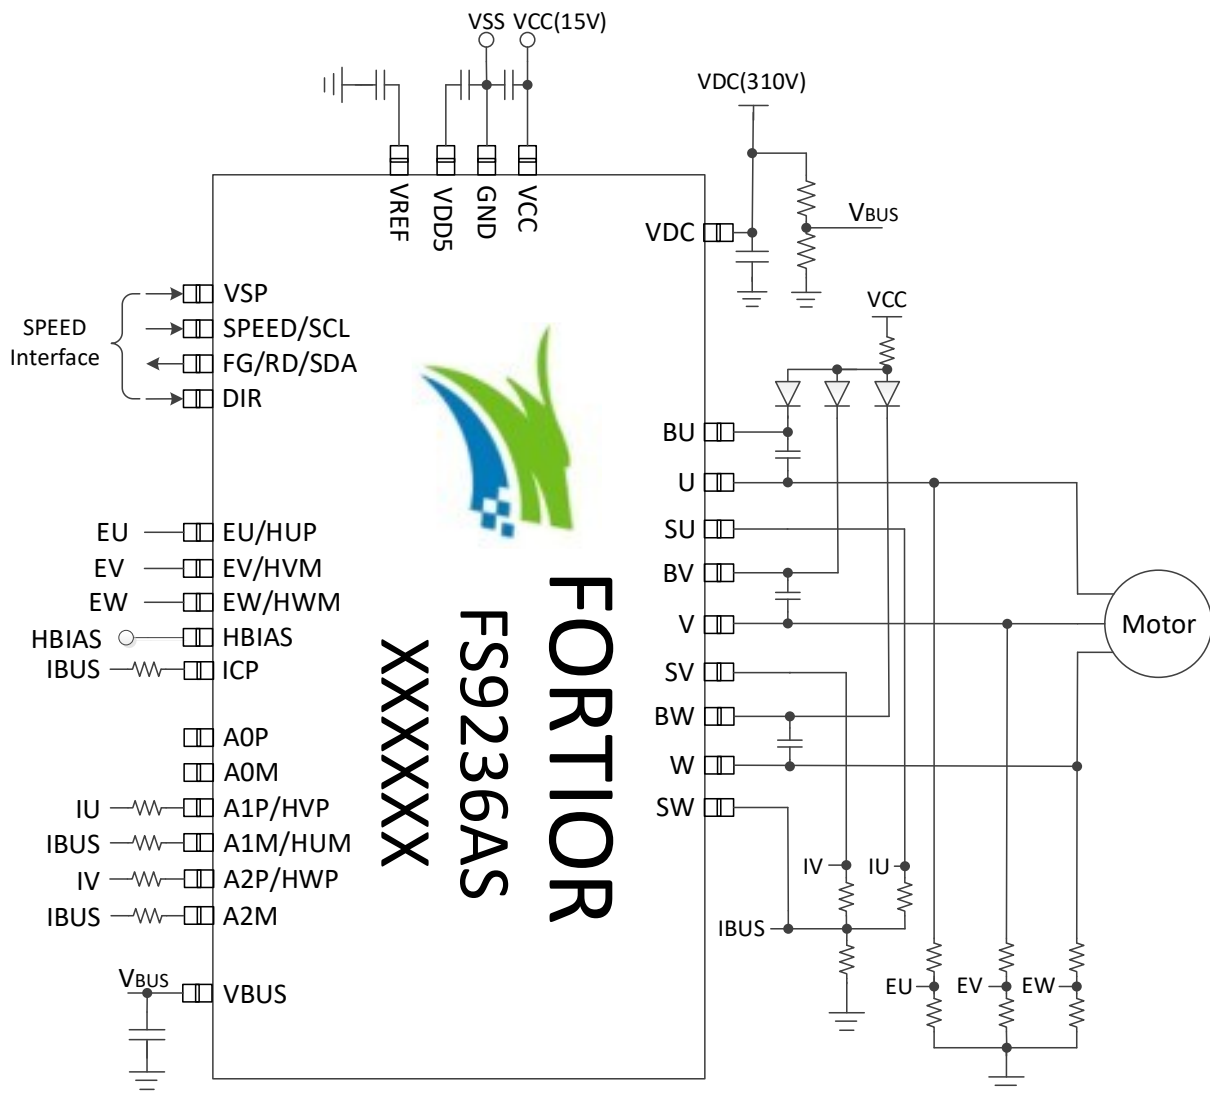 VSS VCC(15V)
VDC(310V)
VREF
VDD5
GND
VCC
VDC
VBUS
VCC
SPEED
Interface
VSP
SPEED/SCL
FG/RD/SDA
DIR
BU
U
SU
BV
V
SV
BW
W
SW
Motor
EU
EU/HUP
EV
EV/HVM
EW
EW/HWM
HBIAS
HBIAS
IBUS
ICP
A0P
A0M
IU
A1P/HVP
IBUS
A1M/HUM
IV
A2P/HWP
IBUS
A2M
VBUS
VBUS
FORTIOR
FS9236AS
XXXXXXX
IV
IU
IBUS
EU
EV
EW